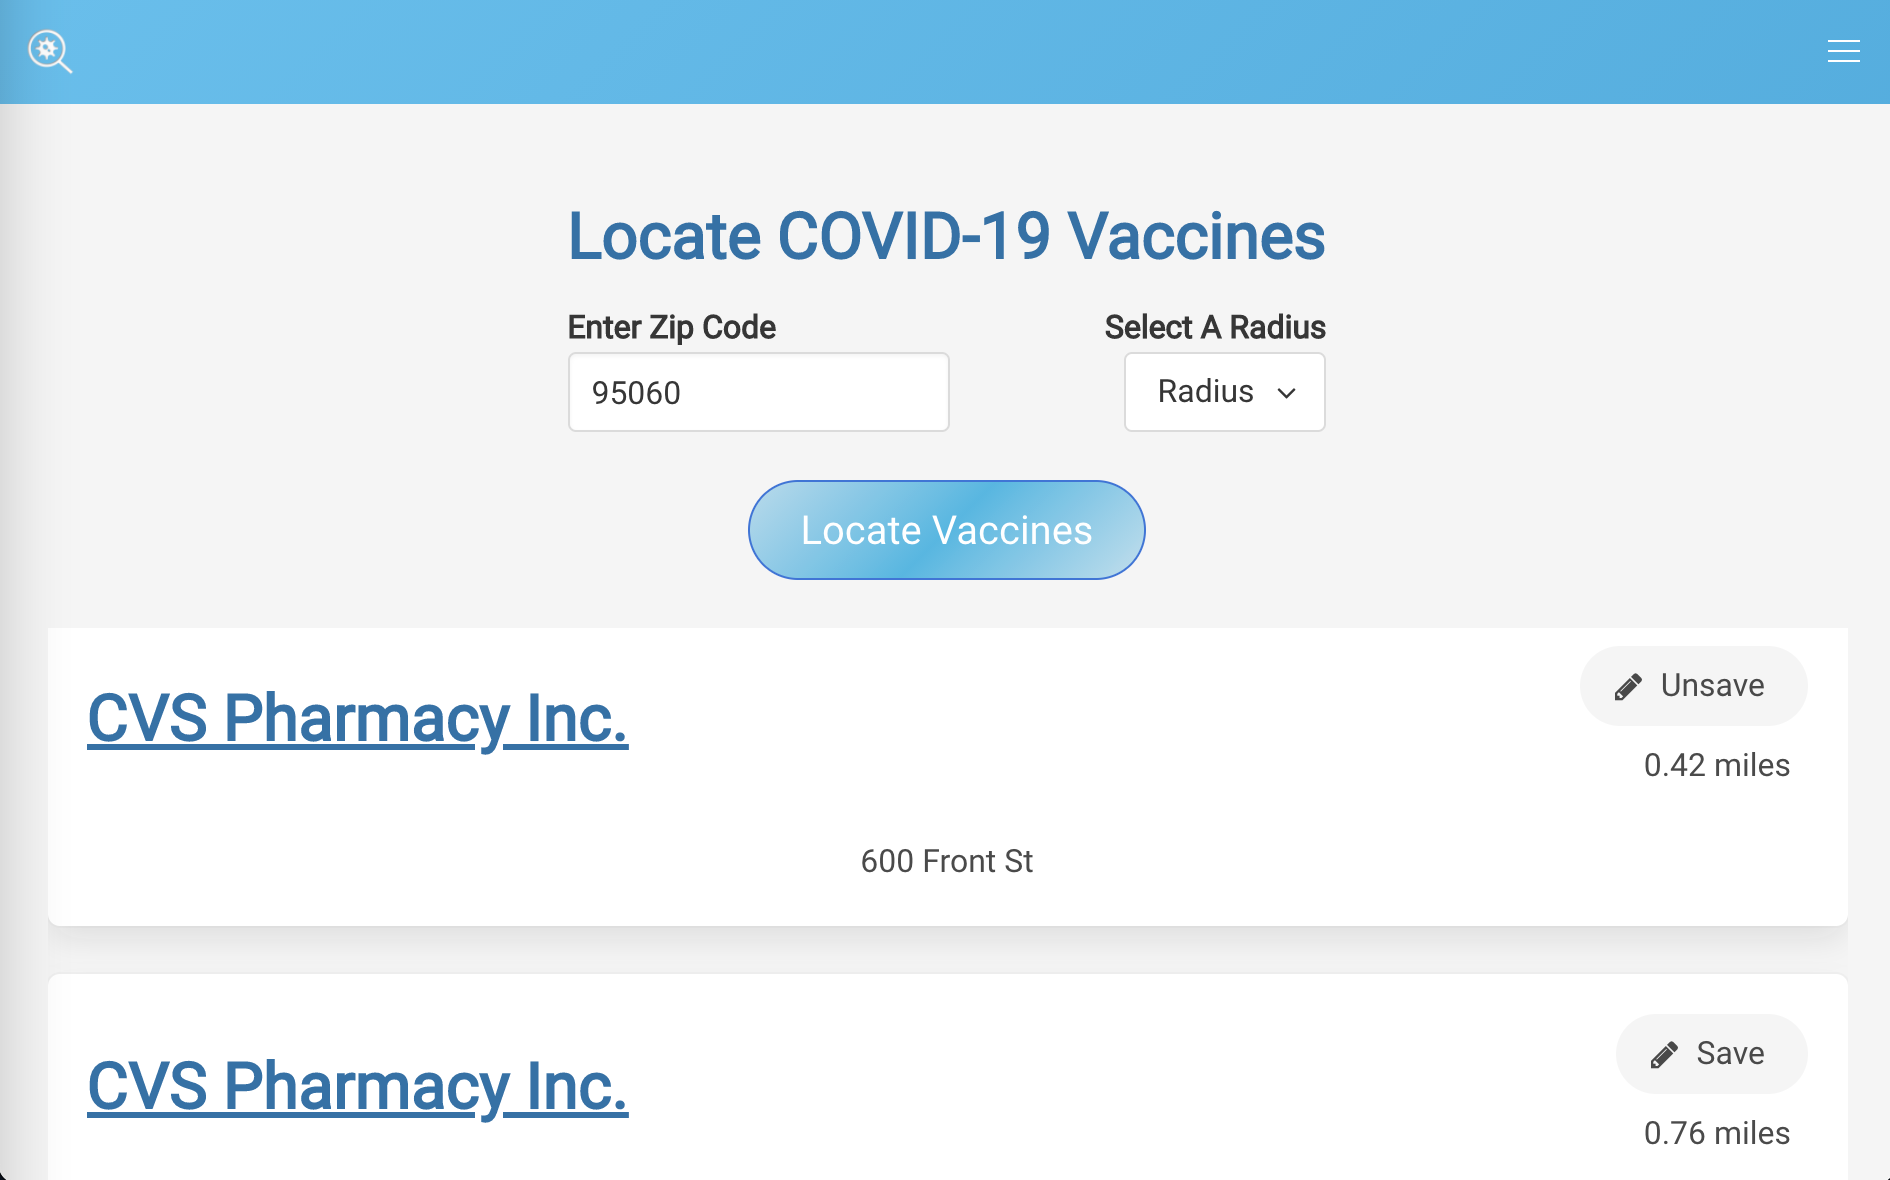 Locate COVID-19 Vaccines
Enter Zip Code
Select A Radius
95060
Radius
Locate Vaccines
CVS Pharmacy Inc.
Unsave
0.42 miles
600 Front St
CVS Pharmacy Inc.
Save
0.76 miles